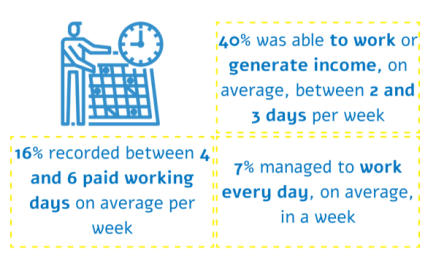 40% was able to work or
generate income, on
average, between 2 and
3 days per week
16% recorded between 4
and 6 paid working
days on average per
week
7% managed to work
every day, on average,
in a week